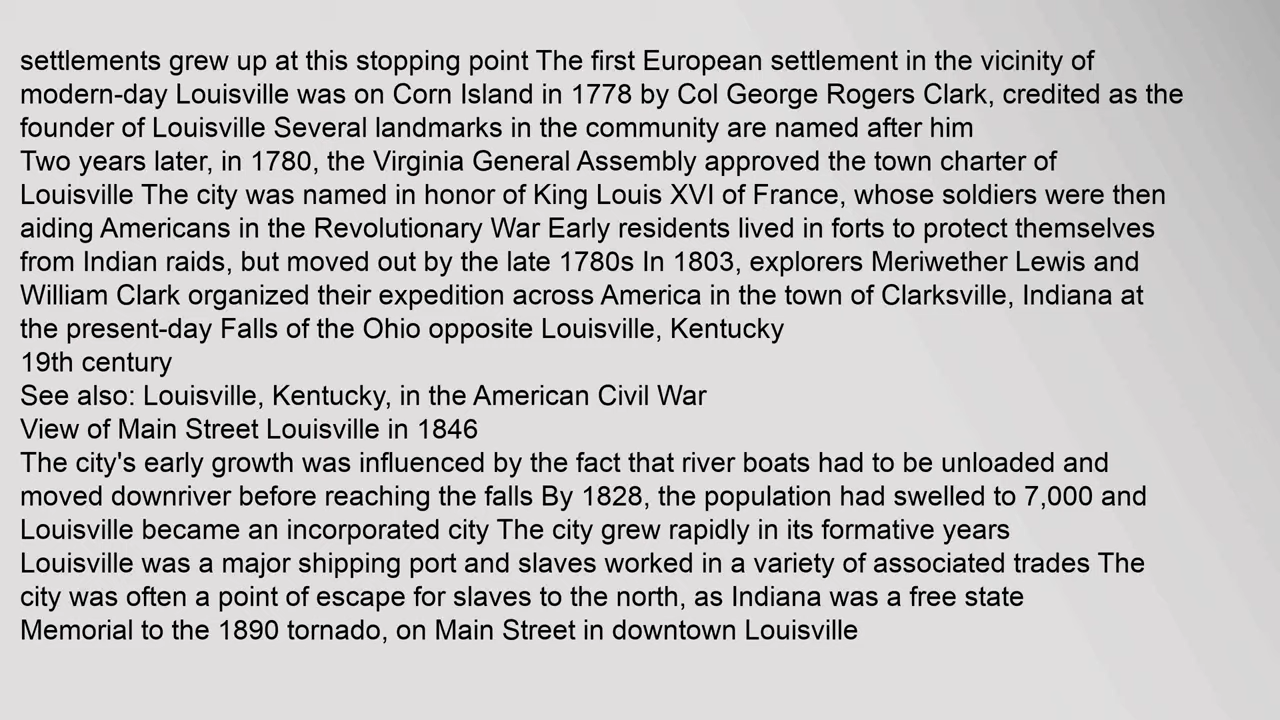 settlements grew up at this stopping point The first European settlement in the vicinity of
modern-day Louisville was on Corn Island in 1778 by Col George Rogers Clark, credited as the
founder of Louisville Several landmarks in the community are named after him
Two years later, in 1780, the Virginia General Assembly approved the town charter of
Louisville The city was named in honor of King Louis XVI of France, whose soldiers were then
aiding Americans in the Revolutionary War Early residents lived in forts to protect themselves
from Indian raids, but moved out by the late 1780s In 1803, explorers Meriwether Lewis and
William Clark organized their expedition across America in the town of Clarksville, Indiana at
the present-day Falls of the Ohio opposite Louisville, Kentucky
19th century
See also: Louisville, Kentucky, in the American Civil War
View of Main Street Louisville in 1846
The city's early growth was influenced by the fact that river boats had to be unloaded and
moved downriver before reaching the falls By 1828, the population had swelled to 7,000 and
Louisville became an incorporated city The city grew rapidly in its formative years
Louisville was a major shipping port and slaves worked in a variety of associated trades The
city was often a point of escape for slaves to the north, as Indiana was a free state
Memorial to the 1890 tornado, on Main Street in downtown Louisville